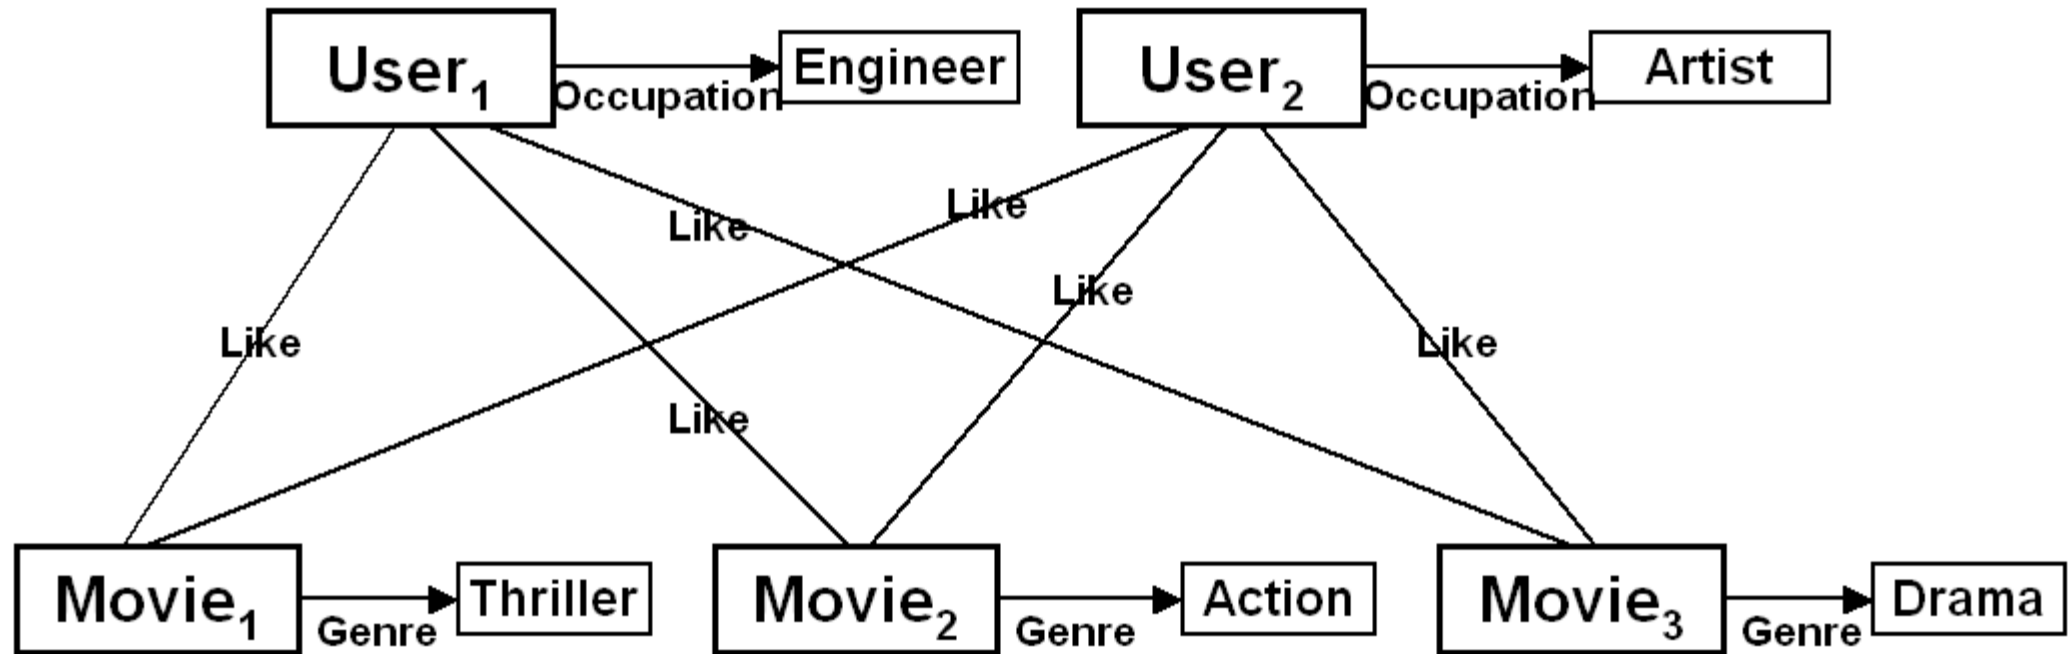 User1
Occupation
Engineer
User2
Occupation
Artist
Like
Like
Like
Like
Like
Like
Movie1
Genre
Thriller
Movie2
Genre
Action
Movie3
Genre
Drama